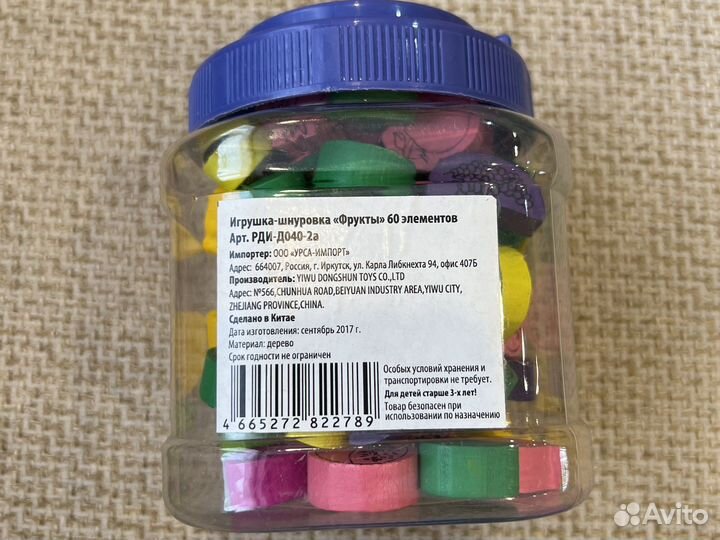 Игрушка-шнуровка «Фрукты» 60 элементов
Арт. РДИ-Д040-2а
Импортер: ООО «УРСА-ИМПОРТ»
Адрес: 664007, Россия, г. Иркутск, ул. Карла Либкнехта 94, офис 407Б
Производитель: YIWU DONGSHUN TOYS CO.,LTD
Адрес: №566,CHUNHUA ROAD,BEIYUAN INDUSTRY AREA,YIWU CITY,
ZHEJIANG PROVINCE,CHINA.
Сделано в Китае
Дата изготовления: сентябрь 2017 г.
Материал: дерево
Срок годности не ограничен
Особых условий хранения и
транспортировки не требует.
Для детей старше 3-х лет!
Товар безопасен при
использовании по назначению
4 665272 822789
Avito